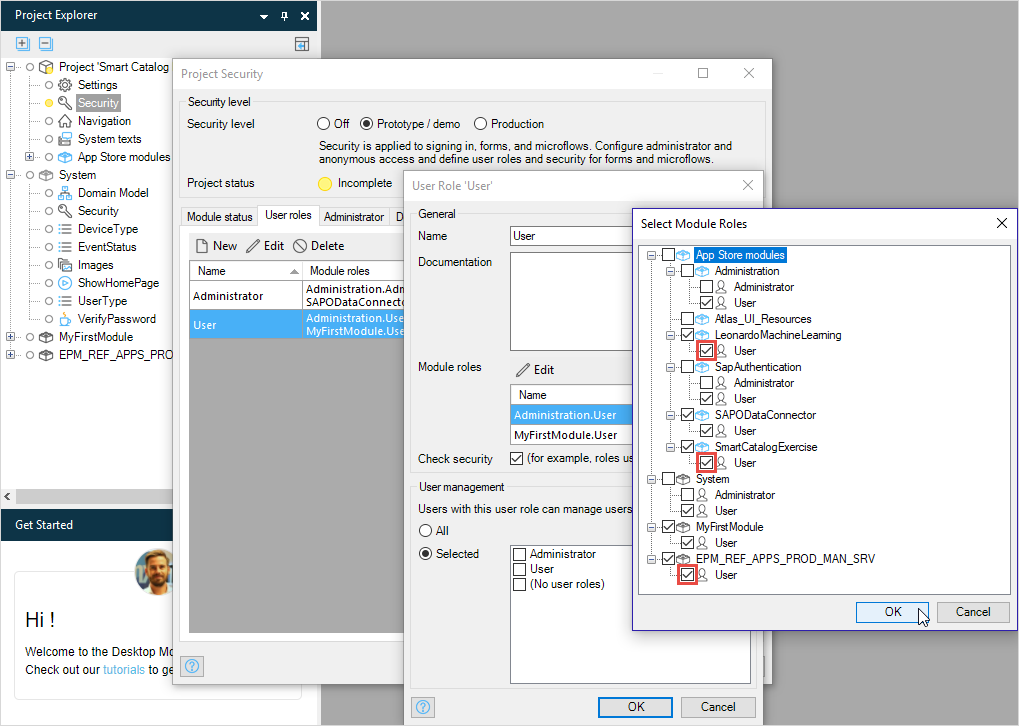 Project Explorer
Project 'Smart Catalog
Settings
Security
Navigation
System texts
App Store modules
System
Domain Model
Security
DeviceType
EventStatus
Images
ShowHomePage
UserType
VerifyPassword
MyFirstModule
EPM_REF_APPS_PRO
Get Started
Hi !
Welcome to the Desktop Mo
Check out our tutorials to ge
Project Security
Security level
Security level
Off
Prototype / demo
Production
Security is applied to signing in, forms, and microflows. Configure administrator and
anonymous access and define user roles and security for forms and microflows.
Project status
Incomplete
Module status
User roles
Administrator
D
New
Edit
Delete
Name
Module roles
Administrator
Administration.Adm
SAPODataConnecto
User
Administration.Use
MyFirstModule.Use
User Role 'User'
General
Name
User
Documentation
Module roles
Edit
Name
Administration.User
MyFirstModule.User
Check security
(for example, roles us
User management
Users with this user role can manage users
All
Selected
Administrator
User
(No user roles)
OK
Cancel
Select Module Roles
App Store modules
Administration
Administrator
User
Atlas_UI_Resources
LeonardoMachineLearning
User
SapAuthentication
Administrator
User
SAPODataConnector
User
SmartCatalogExercise
User
System
Administrator
User
MyFirstModule
User
EPM_REF_APPS_PROD_MAN_SRV
User
OK
Cancel